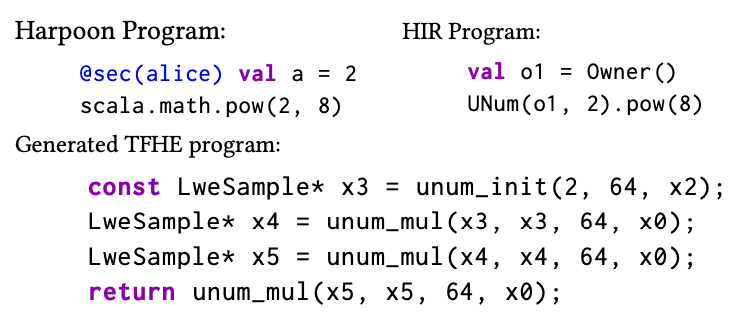 Harpoon Program:
@sec(alice) val a = 2
scala.math.pow(2, 8)
HIR Program:
val o1 = Owner()
UNum(o1, 2).pow(8)
Generated TFHE program:
const LweSample* x3 = unum_init(2, 64, x2);
LweSample* x4 = unum_mul(x3, x3, 64, x0);
LweSample* x5 = unum_mul(x4, x4, 64, x0);
return unum_mul(x5, x5, 64, x0);